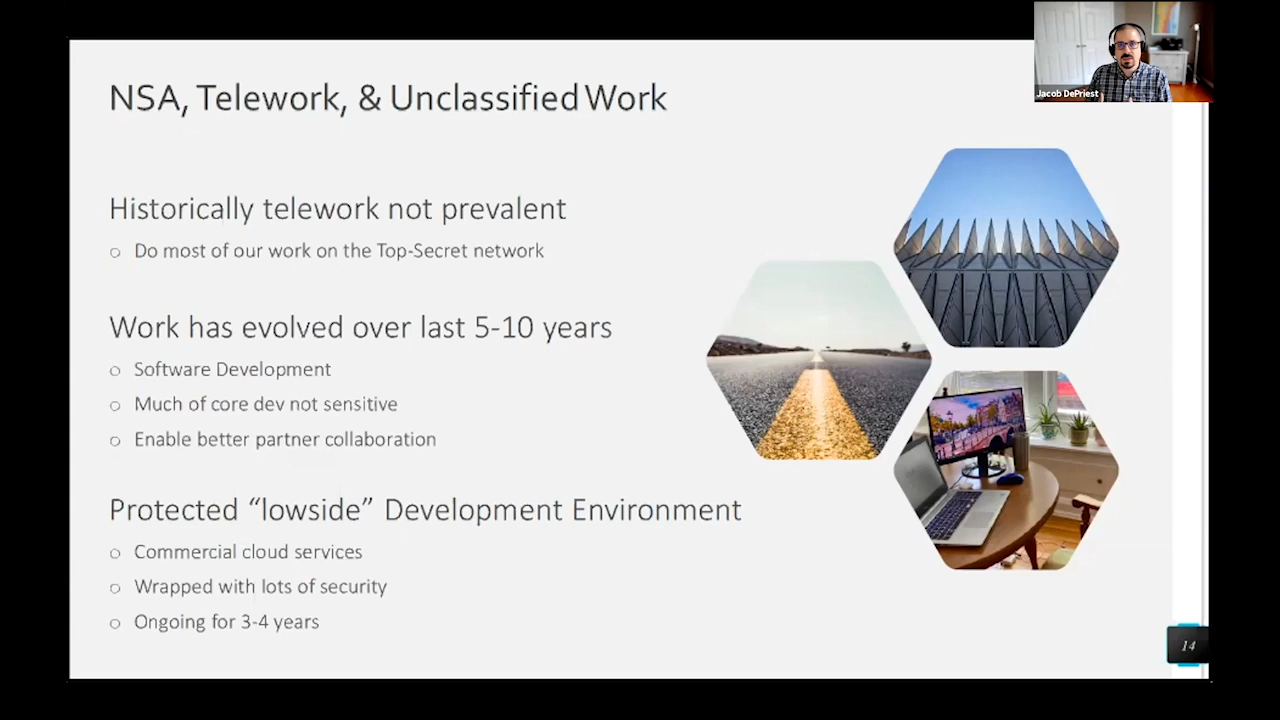 NSA, Telework, & Unclassified Work
Jacob DePriest
Historically telework not prevalent
Do most of our work on the Top-Secret network
Work has evolved over last 5-10 years
Software Development
Much of core dev not sensitive
Enable better partner collaboration
Protected “lowside” Development Environment
Commercial cloud services
Wrapped with lots of security
Ongoing for 3-4 years
14